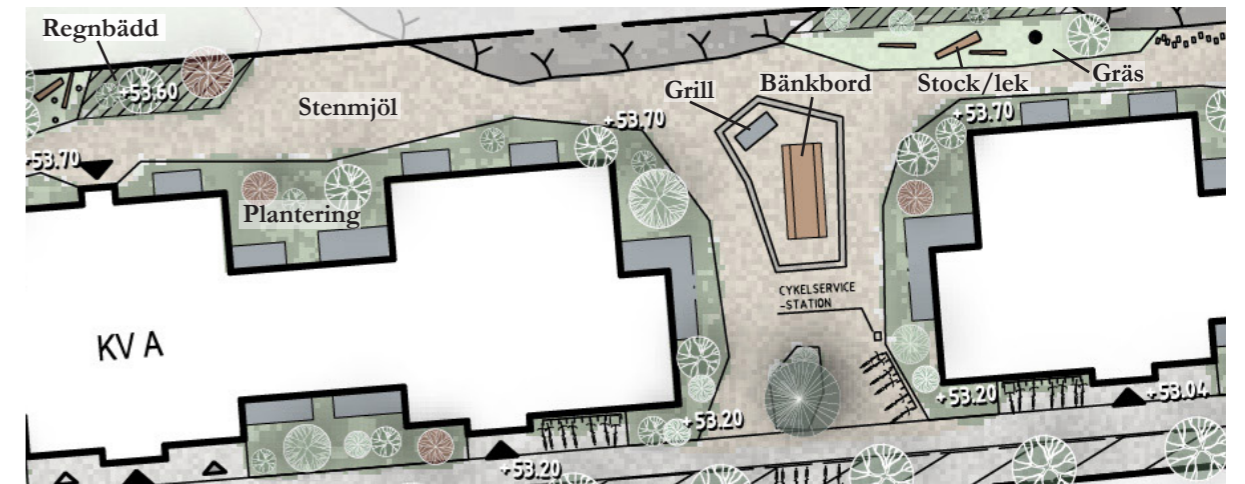 Regnbädd
+53.60
Stenmjöl
Grill
Bänkbord
Stock/lek
Gräs
+53.70
+53.70
+53.70
Plantering
CYKELSERVICE
-STATION
KV A
+53.20
+53.20
+53.20
+53.04